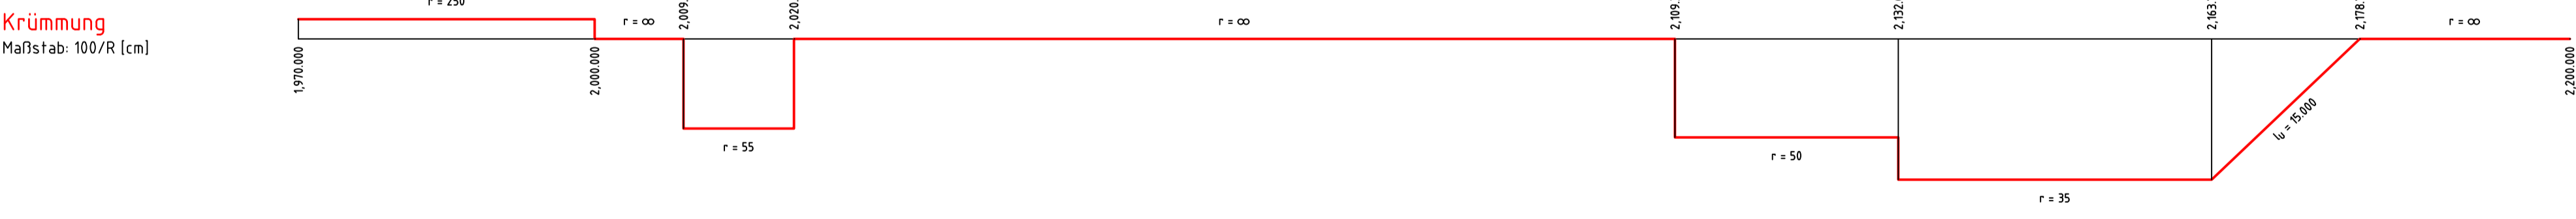 r = 250
Krümmung
Maßstab: 100/R [cm]
1,970.000
2,000.000
r = ∞
2,009.
2,020.
r = 55
r = ∞
2,109.
r = 50
2,132.
r = 35
2,163.
2,178.
lu = 15.000
r = ∞
2,200.000